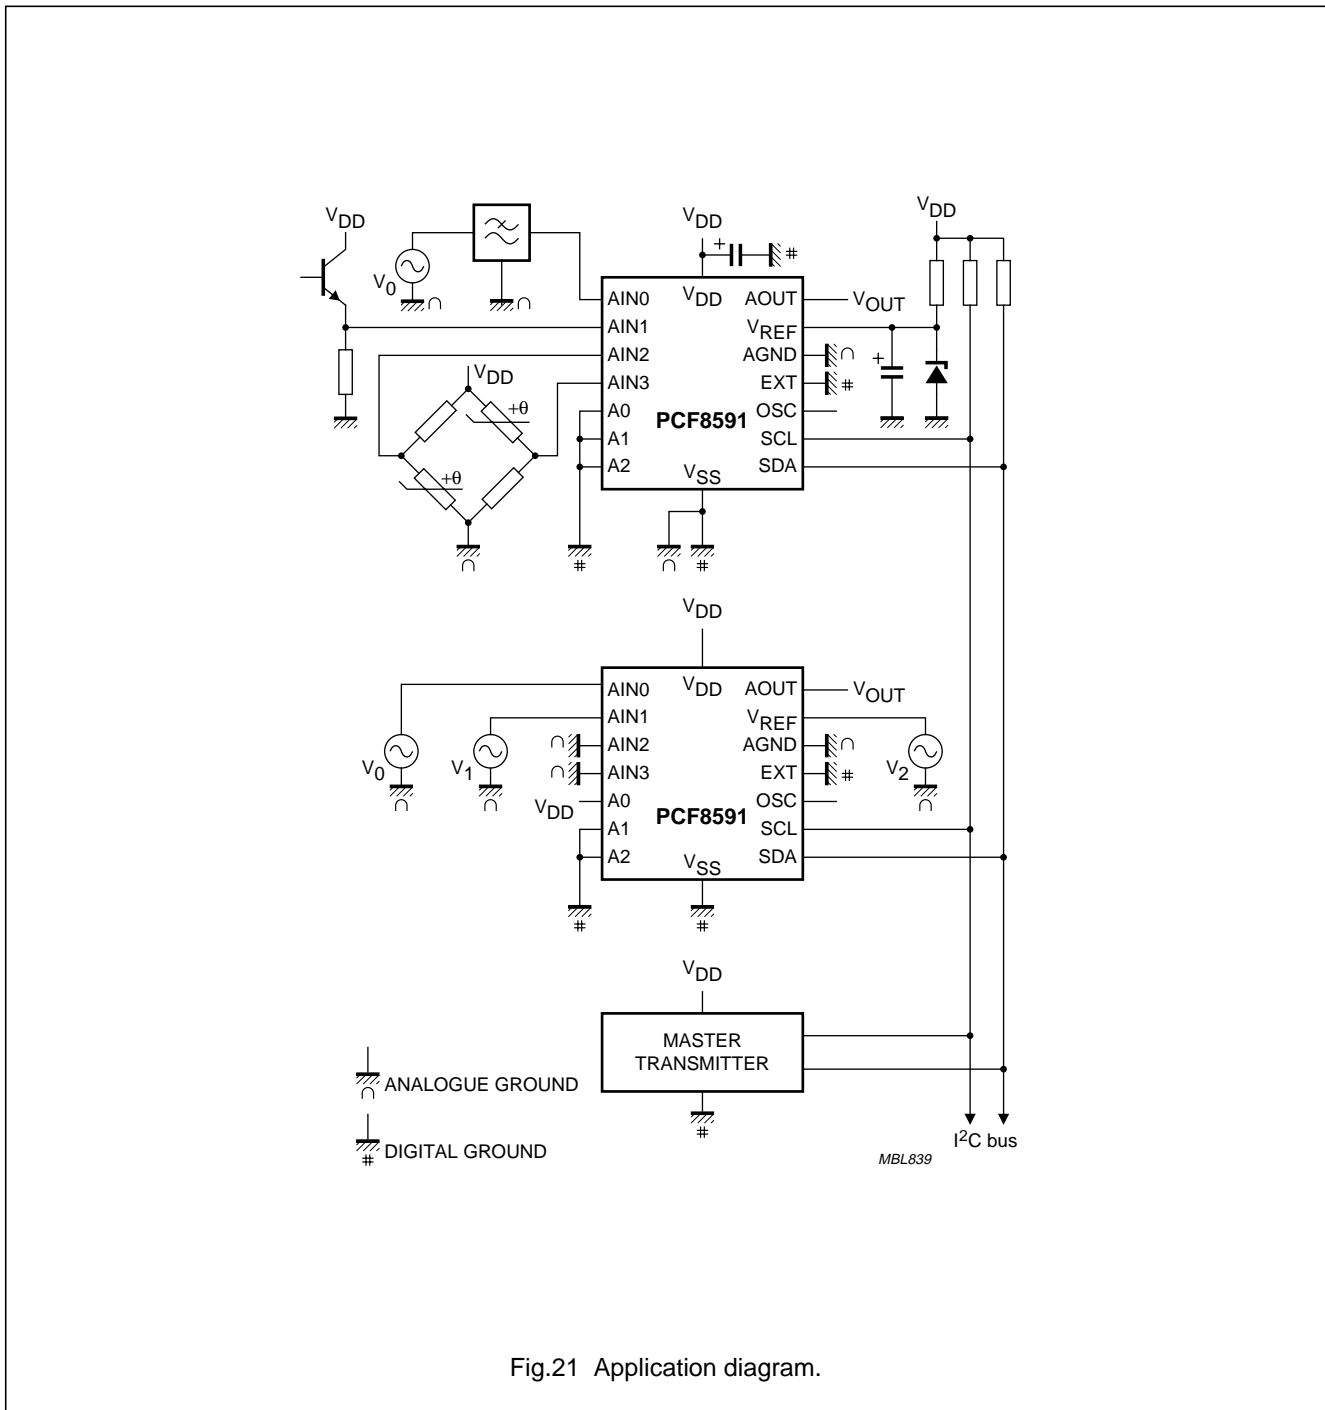 VDD
V0
VDD
VDD
AIN0
AIN1
AIN2
AIN3
A0
A1
A2
VDD
PCF8591
VSS
AOUT
VREF
AGND
EXT
OSC
SCL
SDA
VOUT
+
+
VDD
+θ
+θ
∩
∩
∩
#
∩
#
#
∩
#
VDD
V0
∩
V1
∩
∩
∩
VDD
AIN0
AIN1
AIN2
AIN3
A0
A1
A2
VDD
PCF8591
VSS
AOUT
VREF
AGND
EXT
OSC
SCL
SDA
VOUT
∩
#
V2
∩
#
#
VDD
MASTER
TRANSMITTER
#
∩ ANALOGUE GROUND
# DIGITAL GROUND
I2C bus
MBL839
Fig.21 Application diagram.